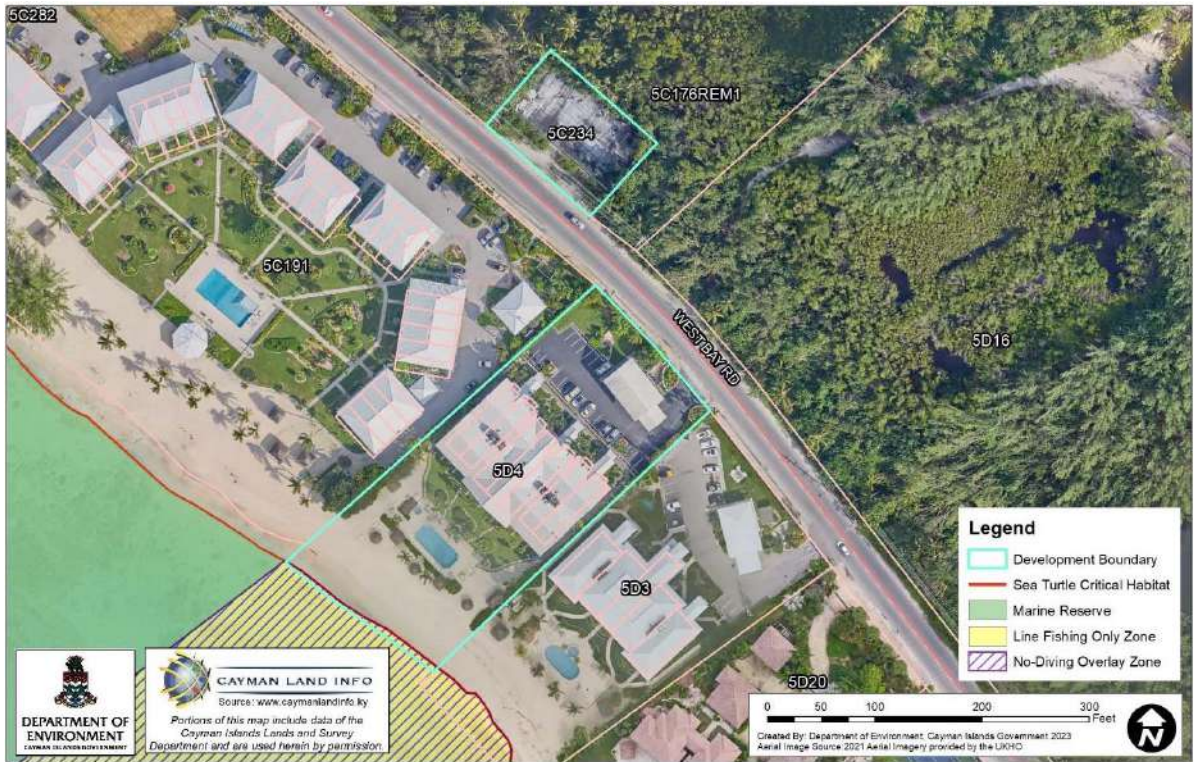 5C282
5C176REM1
5C234
5C191
WEST BAY RD
5D16
5D4
5D3
5D20
Legend
Development Boundary
Sea Turtle Critical Habitat
Marine Reserve
Line Fishing Only Zone
No-Diving Overlay Zone
DEPARTMENT OF
ENVIRONMENT
CAYMAN ISLANDS GOVERNMENT
CAYMAN LAND INFO
Source: www.caymanlandinfo.ky
Portions of this map include data of the
Cayman Islands Lands and Survey
Department and are used herein by permission.
0 50 100 200 300
Feet
N
Created By: Department of Environment, Cayman Islands Government 2023
Aerial Image Source: 2021 Aerial Imagery provided by the UKHO